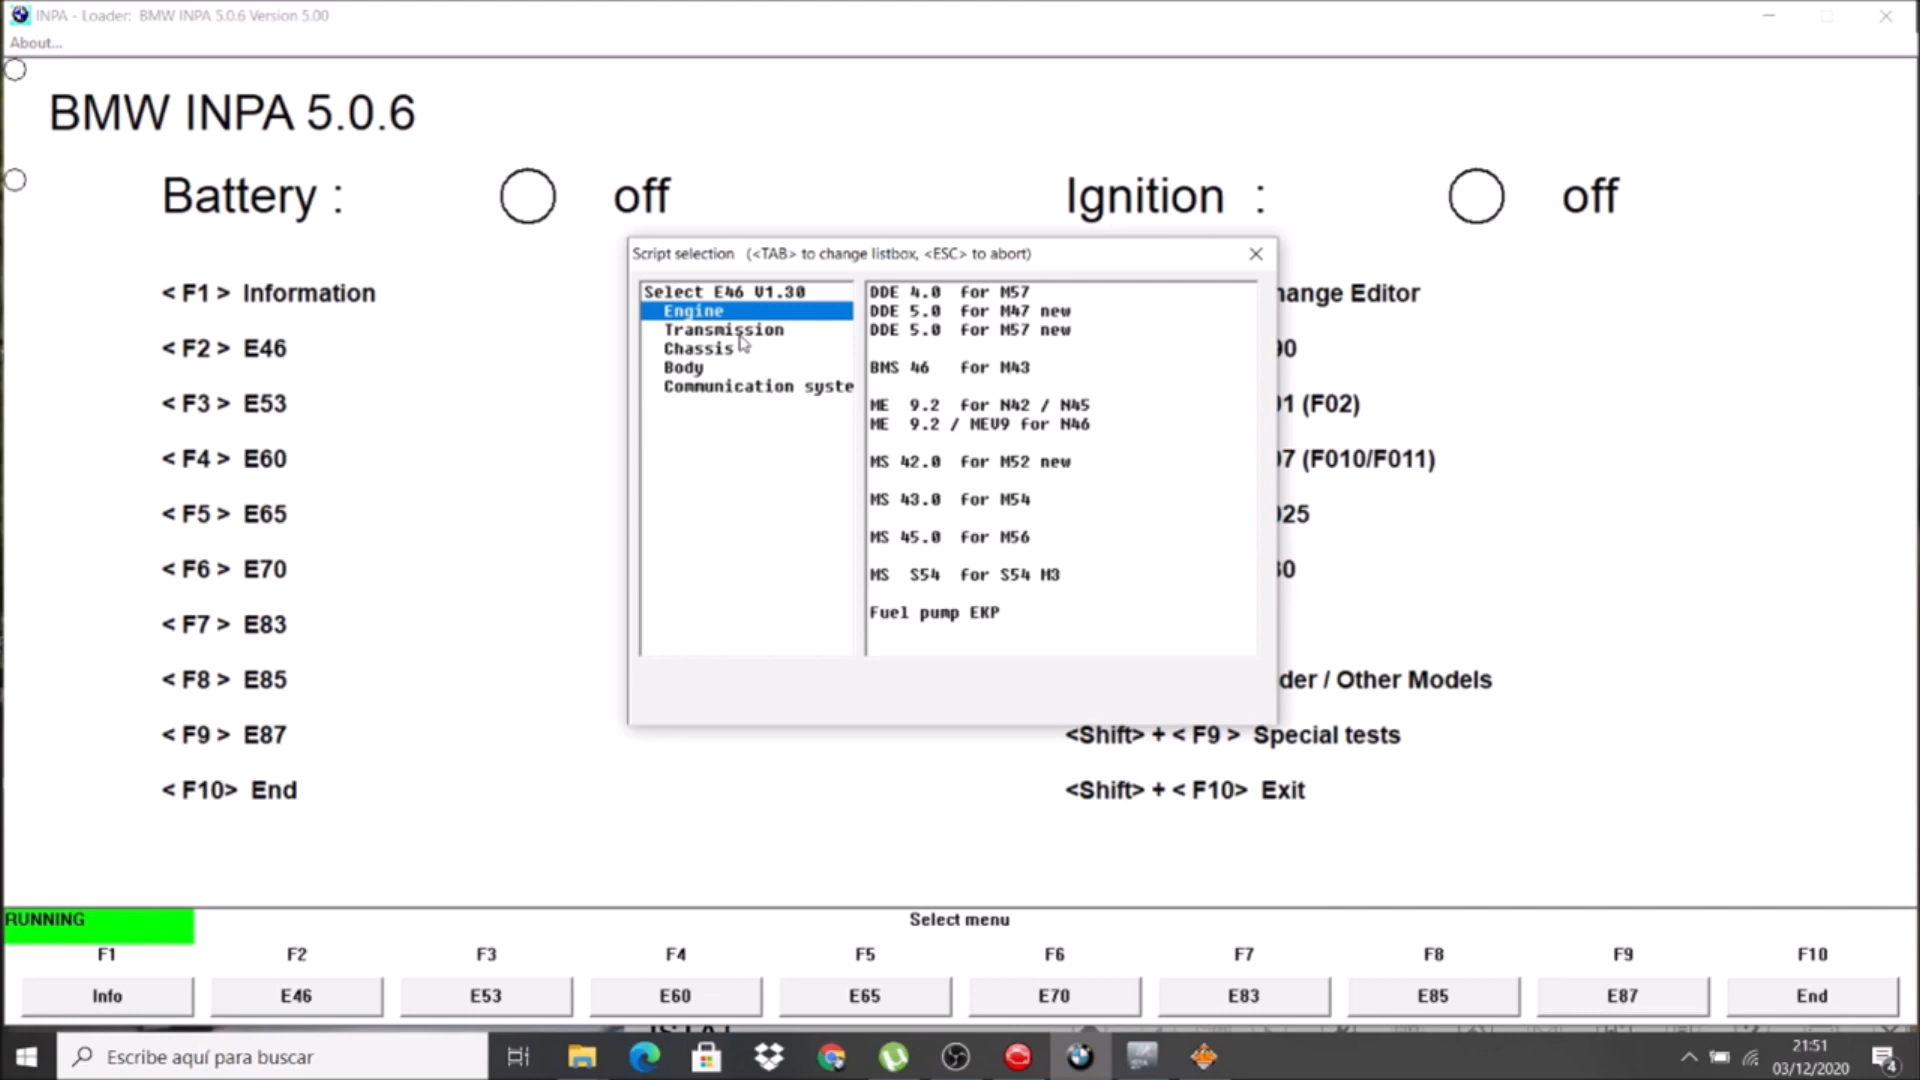 INPA - Loader: BMW INPA 5.0.6 Version 5.00
About...
BMW INPA 5.0.6
Battery : off Ignition : off
Script selection (<TAB> to change listbox, <ESC> to abort)
Select E46 V1.30
Engine
Transmission
Chassis
Body
Communication syste
DDE 4.0 for M57
DDE 5.0 for M47 new
DDE 5.0 for M57 new
BMS 46 for M43
ME 9.2 for N42 / N45
ME 9.2 / MEV9 for N46
MS 42.0 for M52 new
MS 43.0 for M54
MS 45.0 for M56
MS S54 for S54 M3
Fuel pump EKP
< F1 > Information
< F2 > E46
< F3 > E53
< F4 > E60
< F5 > E65
< F6 > E70
< F7 > E83
< F8 > E85
< F9 > E87
< F10> End
hange Editor
90
01 (F02)
07 (F010/F011)
025
60
der / Other Models
<Shift> + < F9 > Special tests
<Shift> + < F10> Exit
RUNNING
Select menu
F1 F2 F3 F4 F5 F6 F7 F8 F9 F10
Info E46 E53 E60 E65 E70 E83 E85 E87 End
Escribe aquí para buscar
21:51
03/12/2020
4